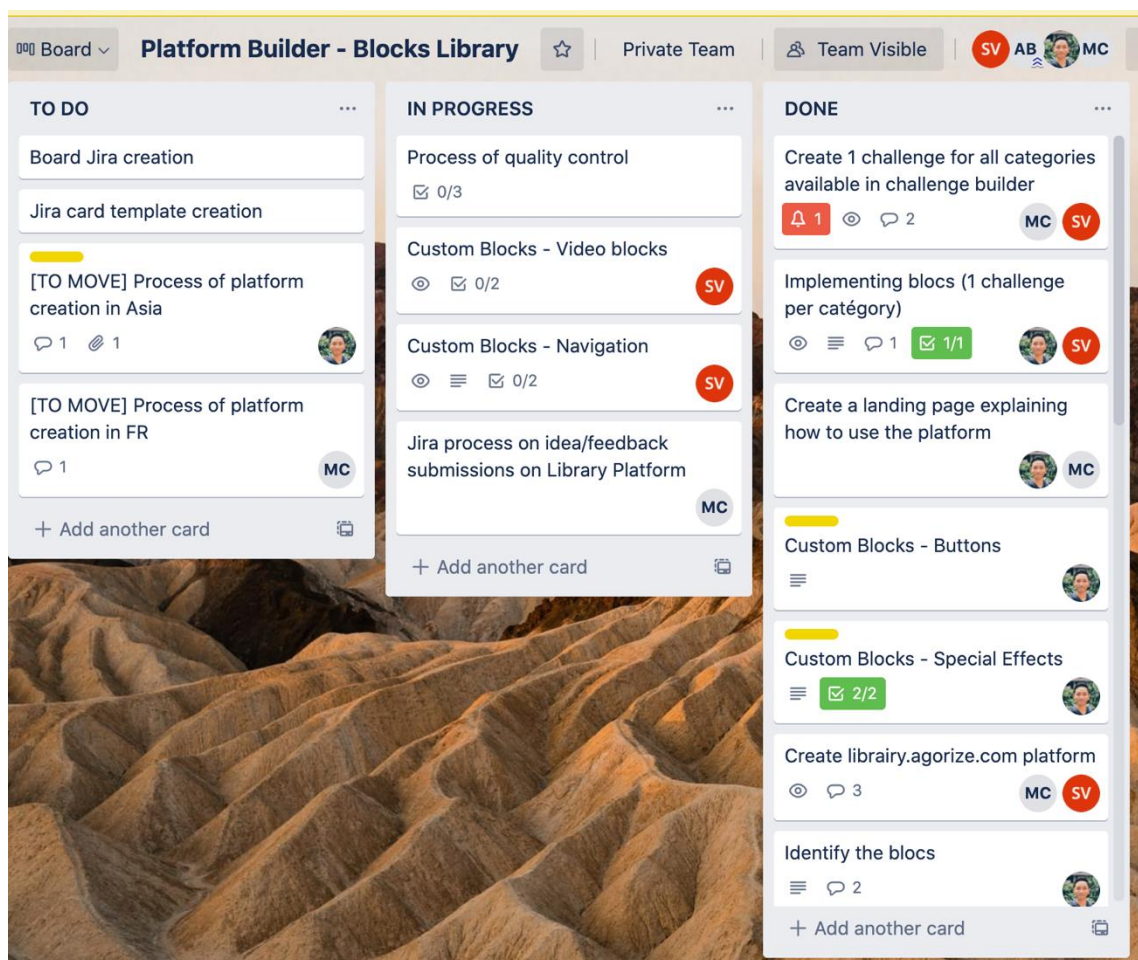 Board
Platform Builder - Blocks Library
Private Team
Team Visible
SV
AB
MC
TO DO
Board Jira creation
Jira card template creation
[TO MOVE] Process of platform
creation in Asia
1 1
[TO MOVE] Process of platform
creation in FR
1
MC
+ Add another card
IN PROGRESS
Process of quality control
0/3
Custom Blocks - Video blocks
0/2
SV
Custom Blocks - Navigation
0/2
SV
Jira process on idea/feedback
submissions on Library Platform
MC
+ Add another card
DONE
Create 1 challenge for all categories
available in challenge builder
1 2
MC SV
Implementing blocs (1 challenge
per catégory)
1 1/1
SV
Create a landing page explaining
how to use the platform
MC
Custom Blocks - Buttons
Custom Blocks - Special Effects
2/2
Create librairy.agorize.com platform
3
MC SV
Identify the blocs
2
+ Add another card